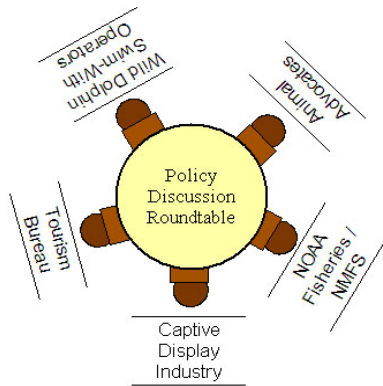 Wild Dolphin
Swim-With
Operators
Animal
Advocates
Policy
Discussion
Roundtable
Tourism
Bureau
NOAA
Fisheries /
NMFS
Captive
Display
Industry